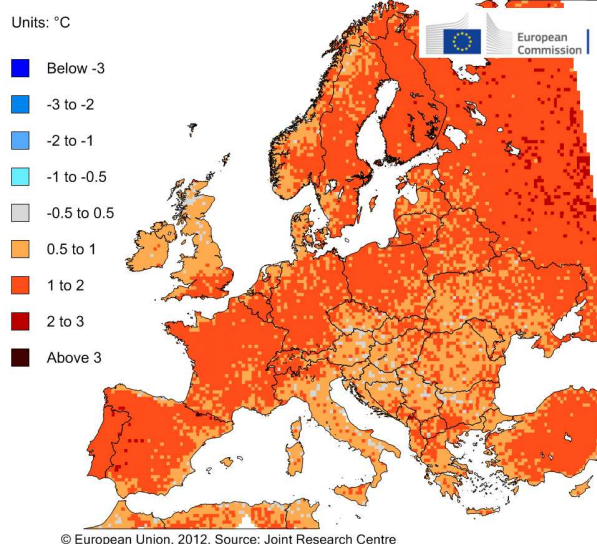 Units: °C
European
Commission
Below -3
-3 to -2
-2 to -1
-1 to -0.5
-0.5 to 0.5
0.5 to 1
1 to 2
2 to 3
Above 3
© European Union, 2012. Source: Joint Research Centre